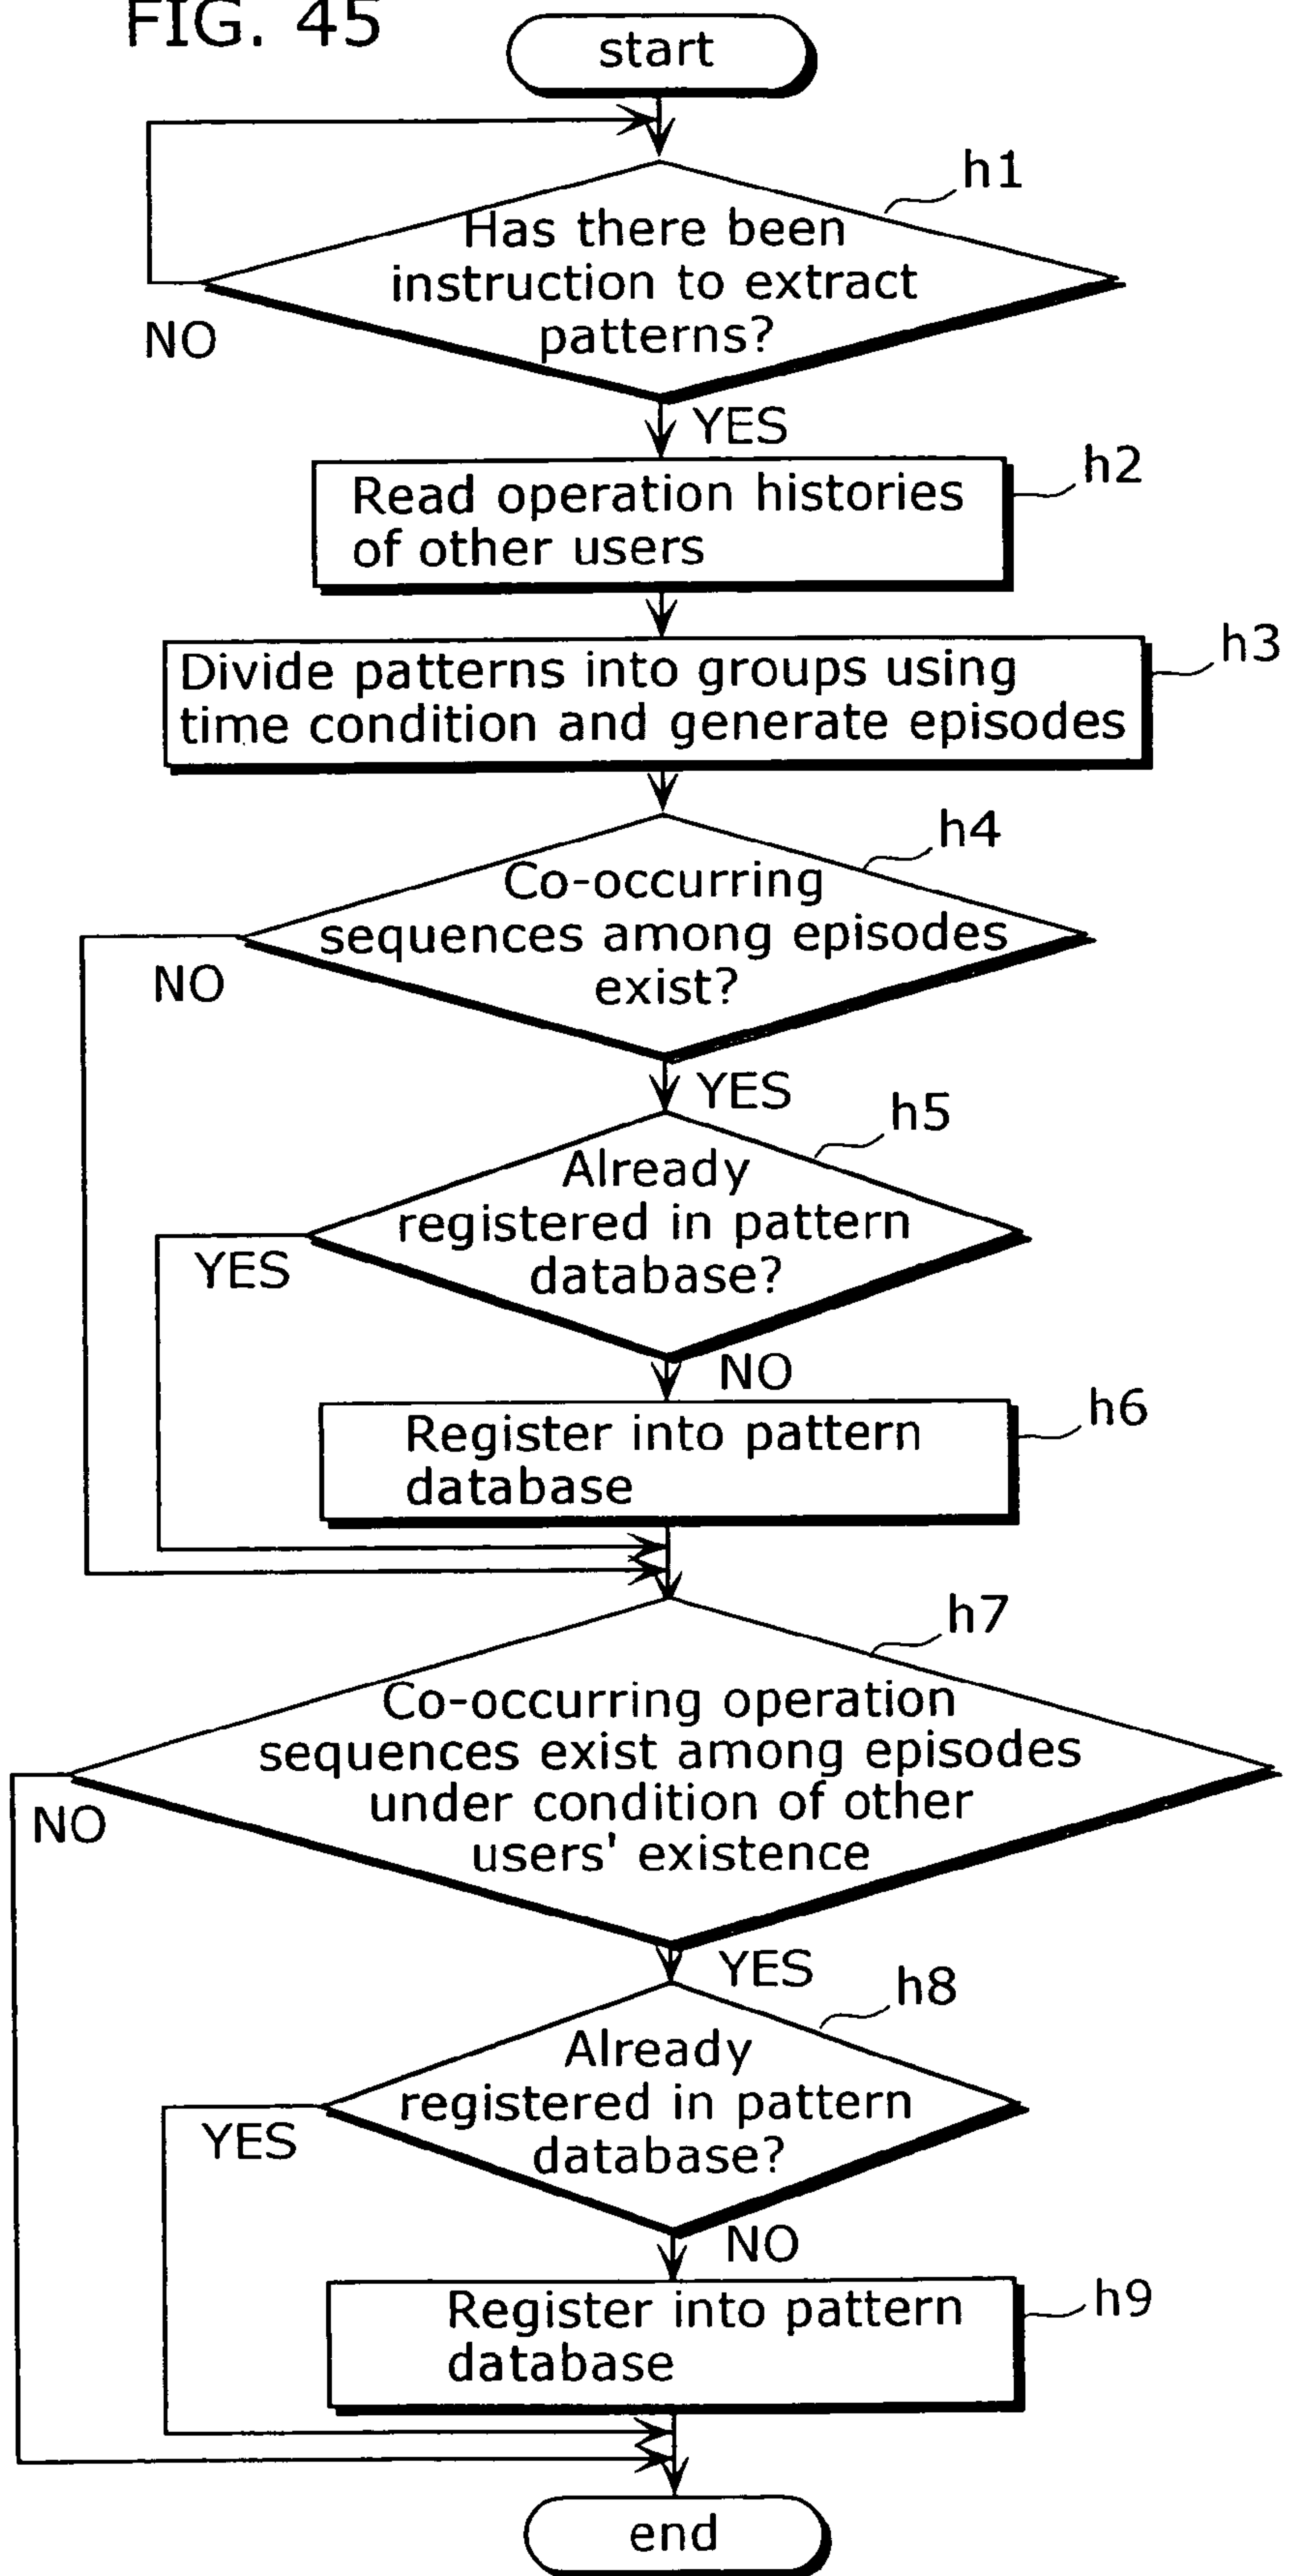 FIG. 45
start
h1
Has there been
instruction to extract
patterns?
NO
YES
h2
Read operation histories
of other users
h3
Divide patterns into groups using
time condition and generate episodes
h4
Co-occurring
sequences among episodes
exist?
NO
YES
h5
Already
registered in pattern
database?
YES
NO
h6
Register into pattern
database
h7
Co-occurring operation
sequences exist among episodes
under condition of other
users' existence
NO
YES
h8
Already
registered in pattern
database?
YES
NO
h9
Register into pattern
database
end